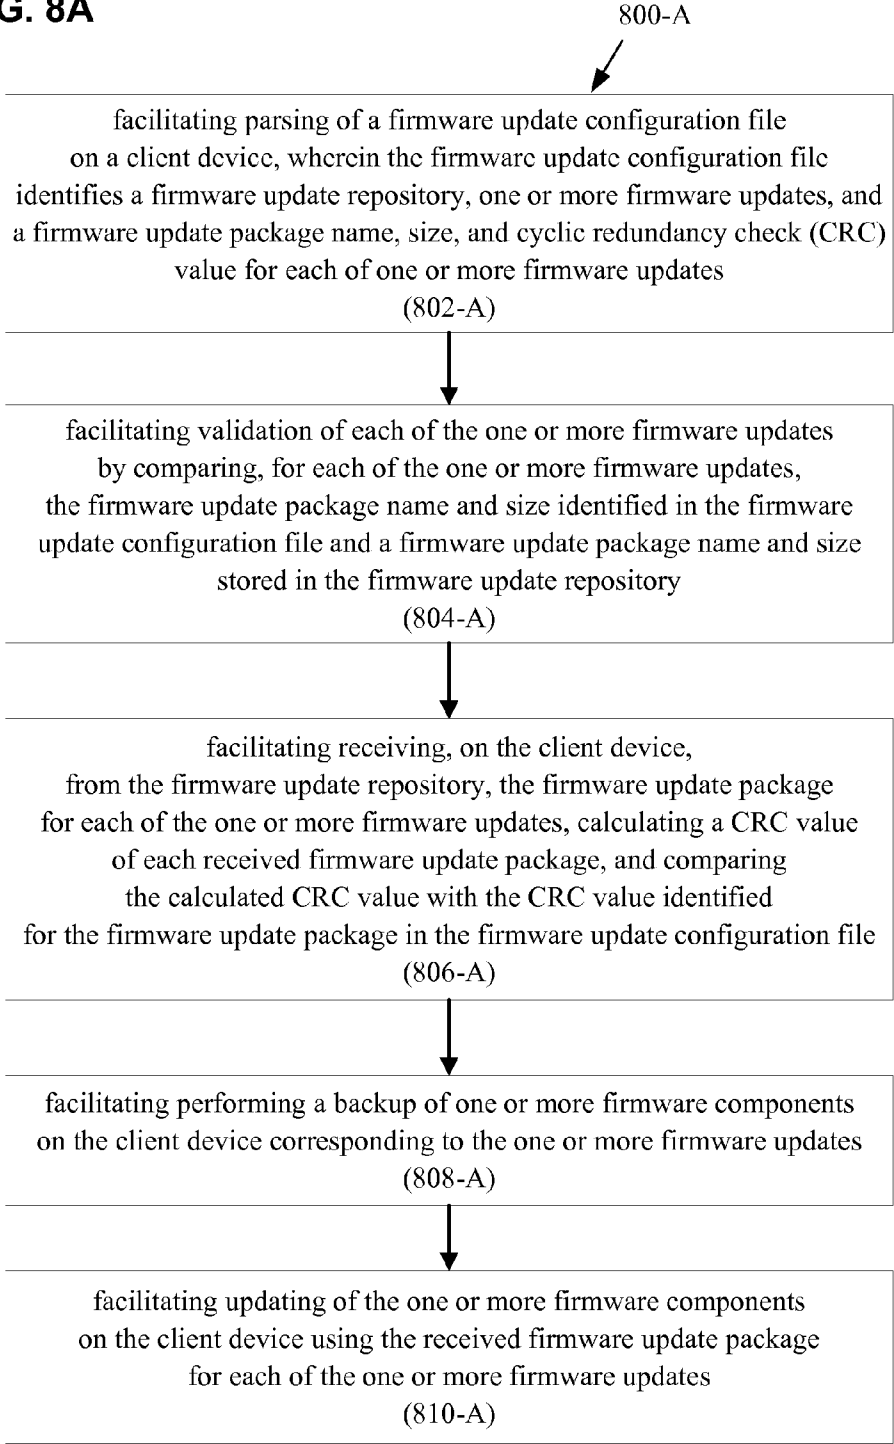 G. 8A
800-A
facilitating parsing of a firmware update configuration file
on a client device, wherein the firmware update configuration file
identifies a firmware update repository, one or more firmware updates, and
a firmware update package name, size, and cyclic redundancy check (CRC)
value for each of one or more firmware updates
(802-A)
facilitating validation of each of the one or more firmware updates
by comparing, for each of the one or more firmware updates,
the firmware update package name and size identified in the firmware
update configuration file and a firmware update package name and size
stored in the firmware update repository
(804-A)
facilitating receiving, on the client device,
from the firmware update repository, the firmware update package
for each of the one or more firmware updates, calculating a CRC value
of each received firmware update package, and comparing
the calculated CRC value with the CRC value identified
for the firmware update package in the firmware update configuration file
(806-A)
facilitating performing a backup of one or more firmware components
on the client device corresponding to the one or more firmware updates
(808-A)
facilitating updating of the one or more firmware components
on the client device using the received firmware update package
for each of the one or more firmware updates
(810-A)